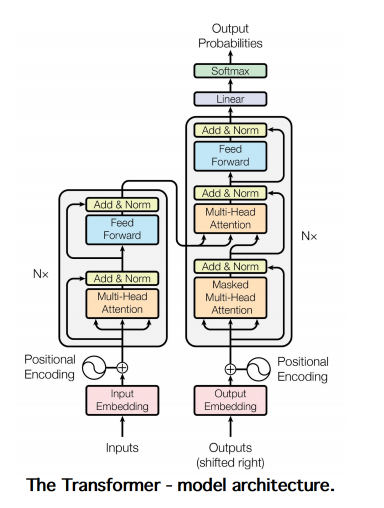 Output
Probabilities
Softmax
Linear
Add & Norm
Feed
Forward
Add & Norm
Multi-Head
Attention
Add & Norm
Masked
Multi-Head
Attention
Nx
Add & Norm
Feed
Forward
Add & Norm
Multi-Head
Attention
Nx
Positional
Encoding
Positional
Encoding
Input
Embedding
Output
Embedding
Inputs
Outputs
(shifted right)
The Transformer - model architecture.